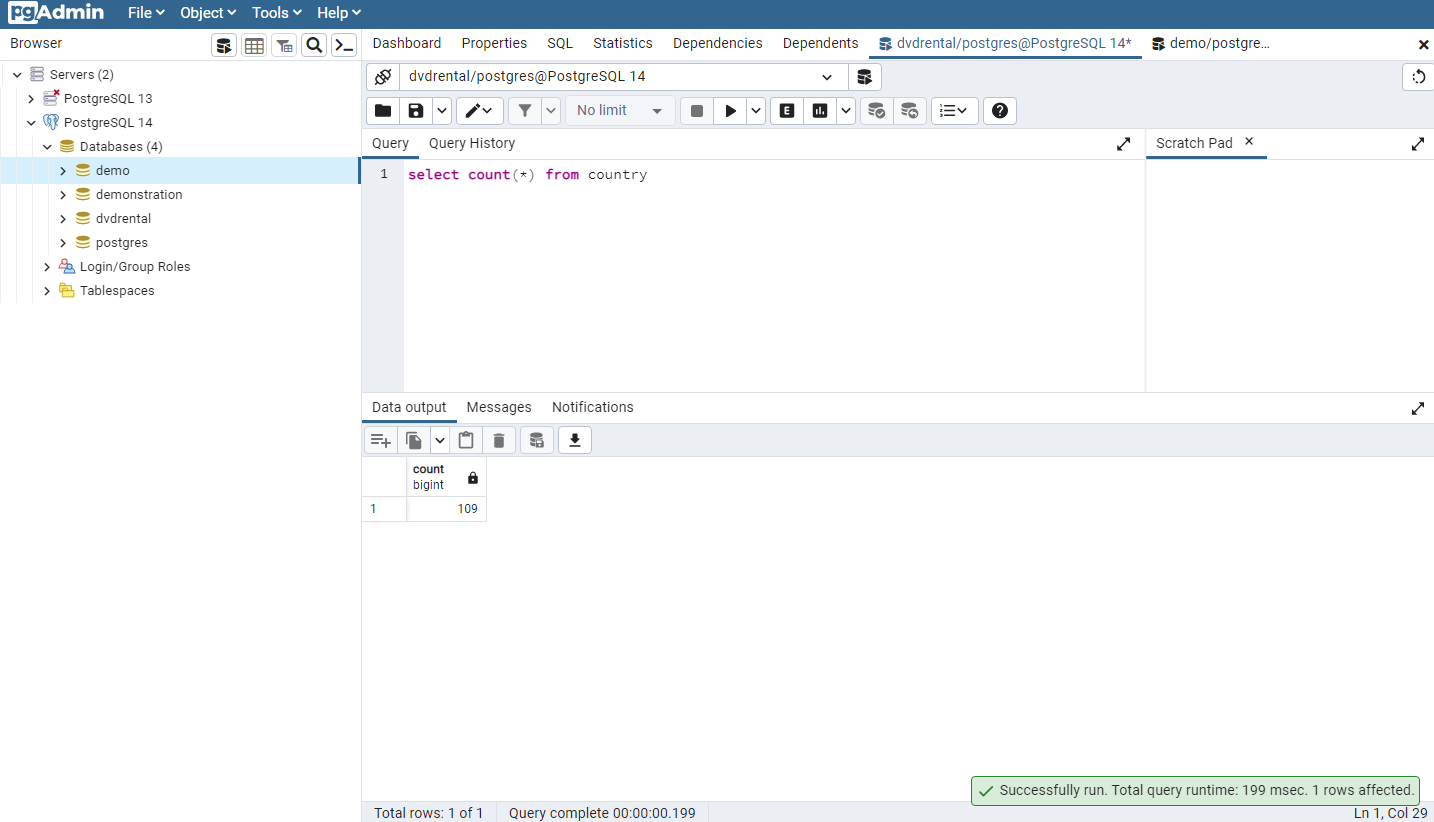 pgAdmin File Object Tools Help
Browser
Dashboard Properties SQL Statistics Dependencies Dependents dvdrental/postgres@PostgreSQL 14* demo/postgre...
Servers (2)
PostgreSQL 13
PostgreSQL 14
Databases (4)
demo
demonstration
dvdrental
postgres
Login/Group Roles
Tablespaces
dvdrental/postgres@PostgreSQL 14
No limit
E
Query Query History
Scratch Pad
1 select count(*) from country
Data output Messages Notifications
count
bigint
1 109
Successfully run. Total query runtime: 199 msec. 1 rows affected.
Total rows: 1 of 1 Query complete 00:00:00.199 Ln 1, Col 29